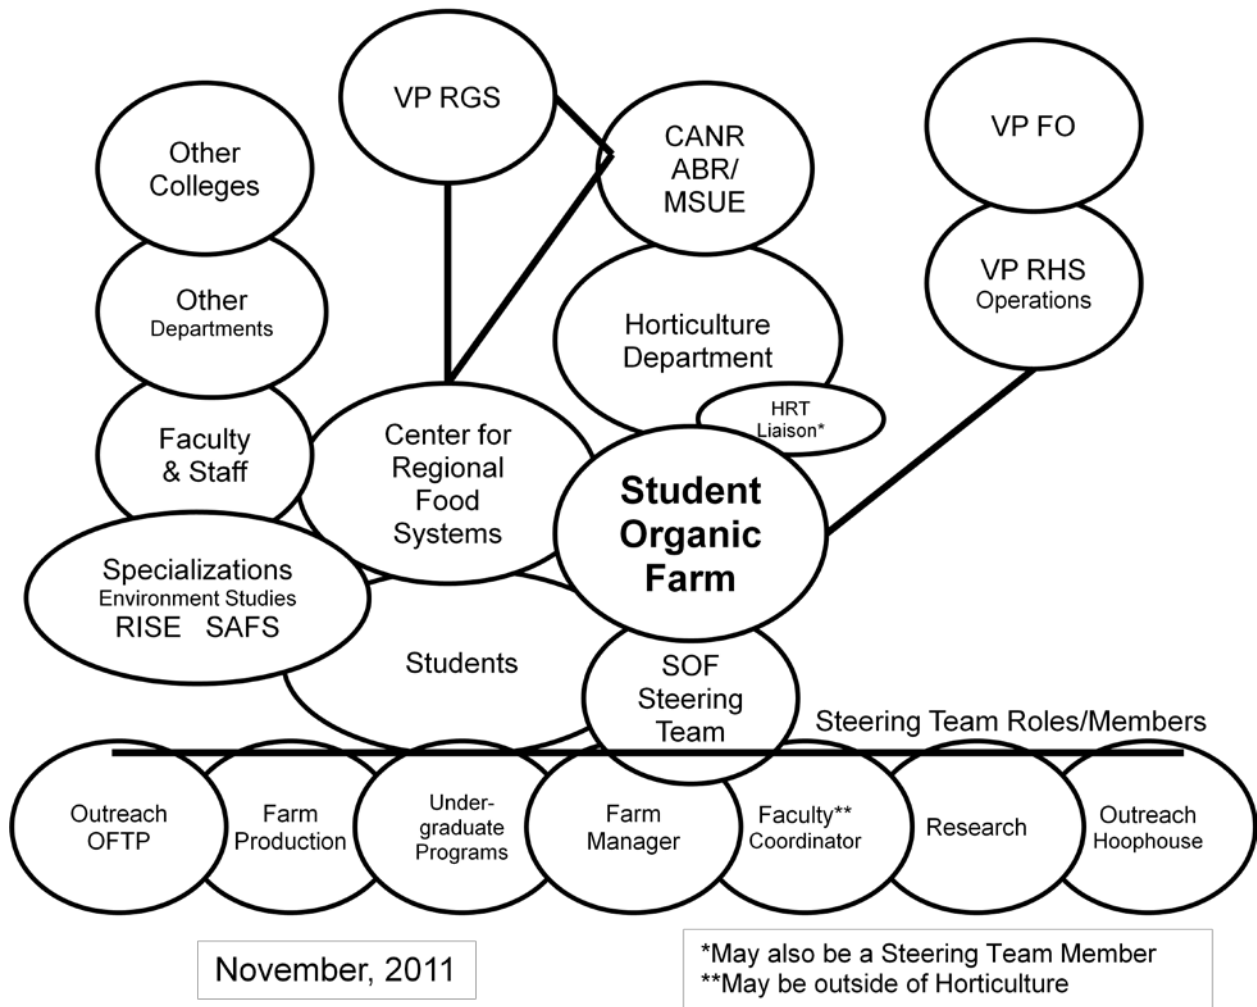 VP RGS
VP FO
Other
Colleges
CANR
ABR/
MSUE
VP RHS
Operations
Other
Departments
Horticulture
Department
HRT
Liaison*
Faculty
& Staff
Center for
Regional
Food
Systems
Student
Organic
Farm
Specializations
Environment Studies
RISE SAFS
Students
SOF
Steering
Team
Steering Team Roles/Members
Outreach
OFTP
Farm
Production
Under-
graduate
Programs
Farm
Manager
Faculty**
Coordinator
Research
Outreach
Hoophouse
November, 2011
*May also be a Steering Team Member
**May be outside of Horticulture